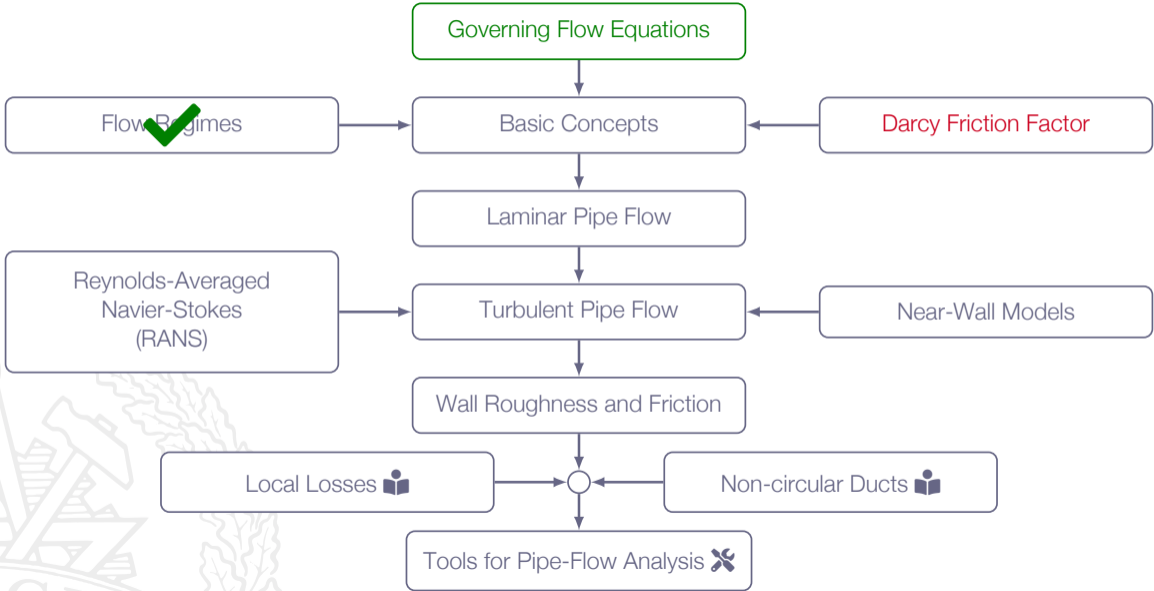 Governing Flow Equations
Flow Regimes
Basic Concepts
Darcy Friction Factor
Laminar Pipe Flow
Reynolds-Averaged
Navier-Stokes
(RANS)
Turbulent Pipe Flow
Near-Wall Models
Wall Roughness and Friction
Local Losses
Non-circular Ducts
Tools for Pipe-Flow Analysis